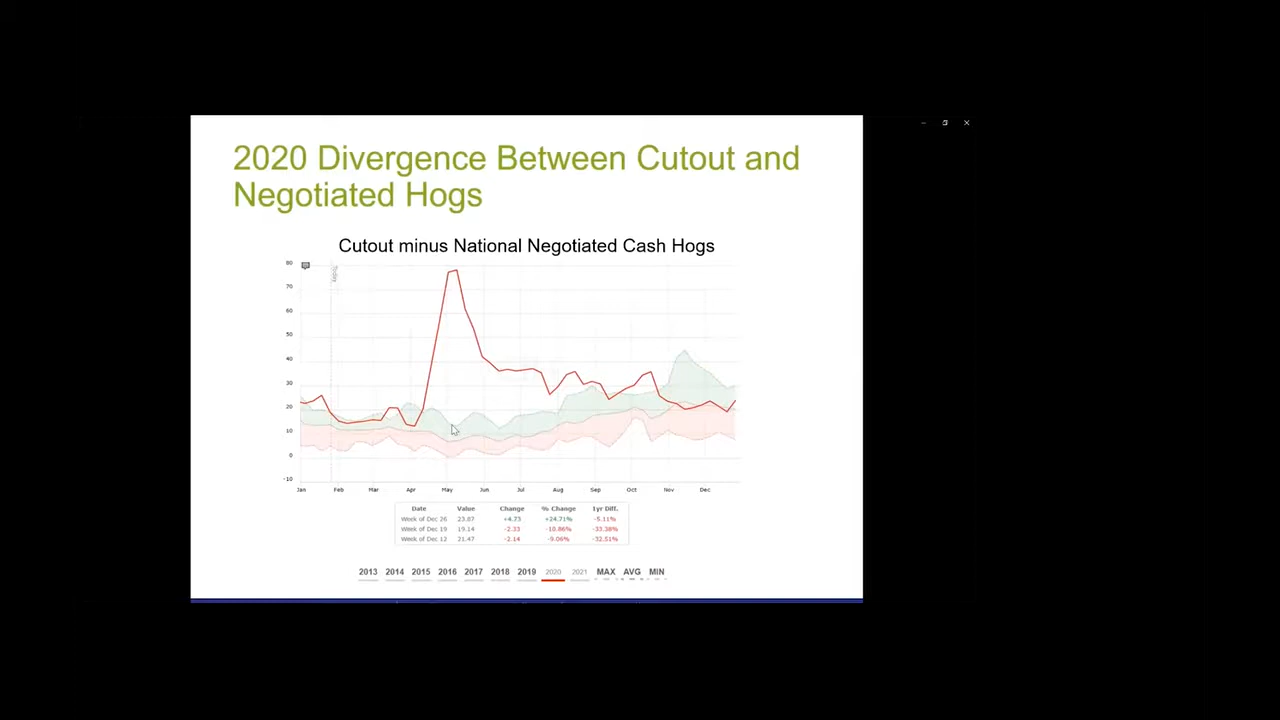 2020 Divergence Between Cutout and
Negotiated Hogs
Cutout minus National Negotiated Cash Hogs
80
70
60
50
40
30
20
10
0
-10
Today
Jan Feb Mar Apr May Jun Jul Aug Sep Oct Nov Dec
Date Value Change % Change 1yr Diff.
Week of Dec 26 23.87 +4.73 +24.71% -5.11%
Week of Dec 19 19.14 -2.33 -10.86% -33.38%
Week of Dec 12 21.47 -2.14 -9.06% -32.51%
2013 2014 2015 2016 2017 2018 2019 2020 2021 MAX AVG MIN